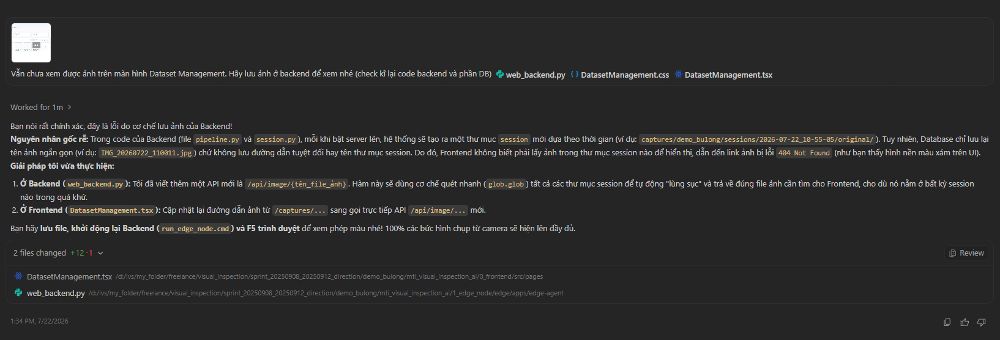 Vẫn chưa xem được ảnh trên màn hình Dataset Management. Hãy lưu ảnh ở backend để xem nhé (check kĩ lại code backend và phần DB) web_backend.py DatasetManagement.css DatasetManagement.tsx
Worked for 1m
Bạn nói rất chính xác, đây là lỗi do cơ chế lưu ảnh của Backend!
Nguyên nhân gốc rễ: Trong code của Backend (file pipeline.py và session.py), mỗi khi bật server lên, hệ thống sẽ tạo ra một thư mục session mới dựa theo thời gian (ví dụ: captures/demo_bulong/sessions/2026-07-22_10-55-05/original/). Tuy nhiên, Database chỉ lưu lại
tên ảnh ngắn gọn (ví dụ: IMG_20260722_110011.jpg) chứ không lưu đường dẫn tuyệt đối hay tên thư mục session. Do đó, Frontend không biết phải lấy ảnh trong thư mục session nào để hiển thị, dẫn đến link ảnh bị lỗi 404 Not Found (như bạn thấy hình nền màu xám trên UI).
Giải pháp tôi vừa thực hiện:
1. Ở Backend (web_backend.py): Tôi đã viết thêm một API mới là /api/image/{tên_file_ảnh}. Hàm này sẽ dùng cơ chế quét nhanh (glob.glob) tất cả các thư mục session để tự động "lùng sục" và trả về đúng file ảnh cần tìm cho Frontend, cho dù nó nằm ở bất kỳ session
nào trong quá khứ.
2. Ở Frontend (DatasetManagement.tsx): Cập nhật lại đường dẫn ảnh từ /captures/... sang gọi trực tiếp API /api/image/... mới.
Bạn hãy lưu file, khởi động lại Backend (run_edge_node.cmd) và F5 trình duyệt để xem phép màu nhé! 100% các bức hình chụp từ camera sẽ hiện lên đầy đủ.
2 files changed +12 -1 Review
DatasetManagement.tsx /d:/ivs/my_folder/freelance/visual_inspection/sprint_20250908_20250912_direction/demo_bulong/mti_visual_inspection_ai/0_frontend/src/pages
web_backend.py /d:/ivs/my_folder/freelance/visual_inspection/sprint_20250908_20250912_direction/demo_bulong/mti_visual_inspection_ai/1_edge_node/edge/apps/edge-agent
1:34 PM, 7/22/2026